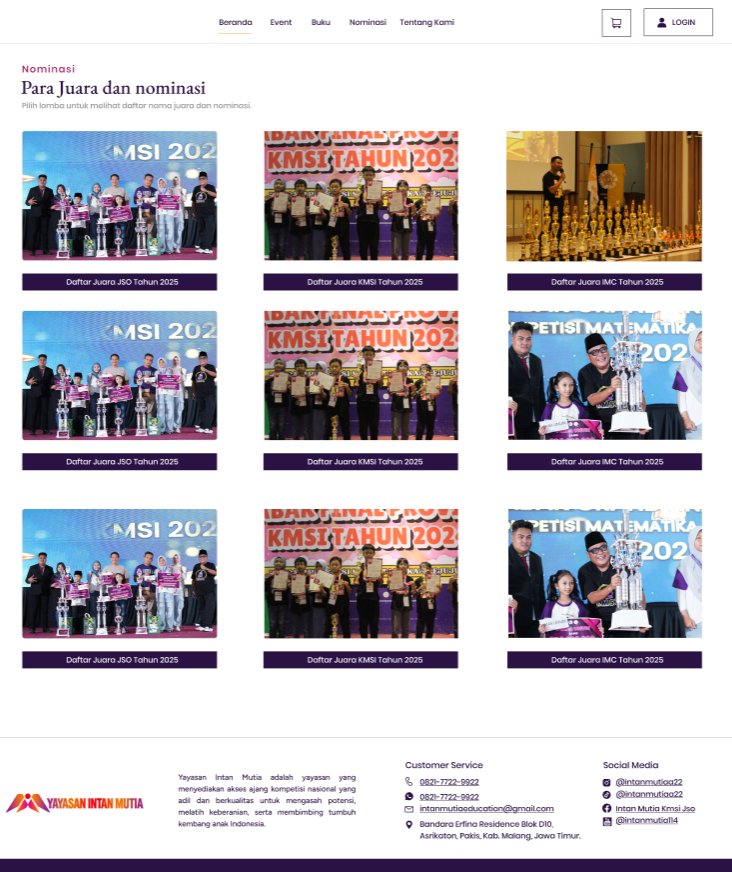 Beranda
Event
Buku
Nominasi
Tentang Kami
LOGIN
Nominasi
Para Juara dan nominasi
Pilih lomba untuk melihat daftar nama juara dan nominasi.
KMSI 202
KMSI TAHUN 202
Daftar Juara JSO Tahun 2025
Daftar Juara KMSI Tahun 2025
Daftar Juara IMC Tahun 2025
KMSI 202
KMSI TAHUN 202
MPETISI MATEMATIKA
202
Daftar Juara JSO Tahun 2025
Daftar Juara KMSI Tahun 2025
Daftar Juara IMC Tahun 2025
KMSI 202
KMSI TAHUN 202
MPETISI MATEMATIKA
202
Daftar Juara JSO Tahun 2025
Daftar Juara KMSI Tahun 2025
Daftar Juara IMC Tahun 2025
YAYASAN INTAN MUTIA
Yayasan Intan Mutia adalah yayasan yang
menyediakan akses ajang kompetisi nasional yang
adil dan berkualitas untuk mengasah potensi,
melatih keberanian, serta membimbing tumbuh
kembang anak Indonesia.
Customer Service
0821-7722-9922
0821-7722-9922
intanmutiaeducation@gmail.com
Bandara Erfina Residence Blok D10,
Asrikaton, Pakis, Kab. Malang, Jawa Timur.
Social Media
@intanmutiaa22
@intanmutiaa22
Intan Mutia Kmsi Jso
@intanmutia114